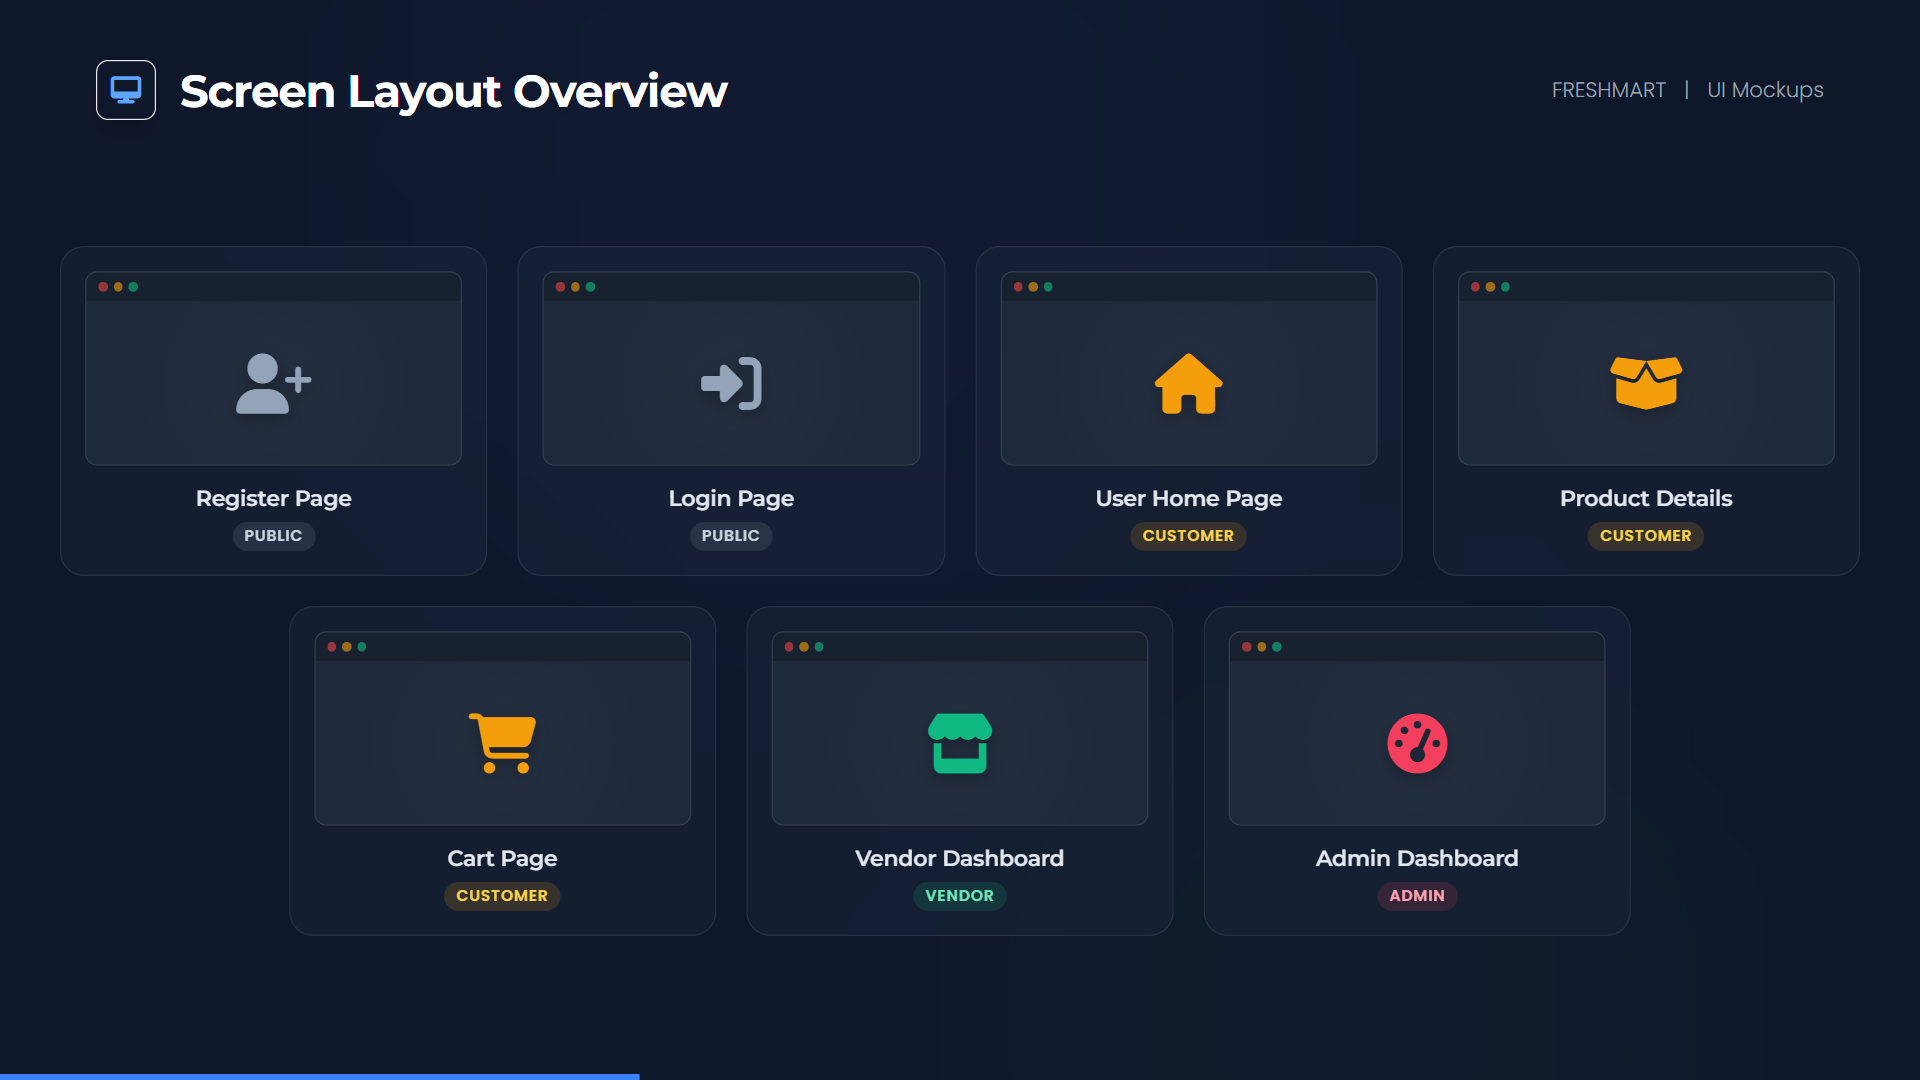 Screen Layout Overview
FRESHMART | UI Mockups
Register Page
PUBLIC
Login Page
PUBLIC
User Home Page
CUSTOMER
Product Details
CUSTOMER
Cart Page
CUSTOMER
Vendor Dashboard
VENDOR
Admin Dashboard
ADMIN